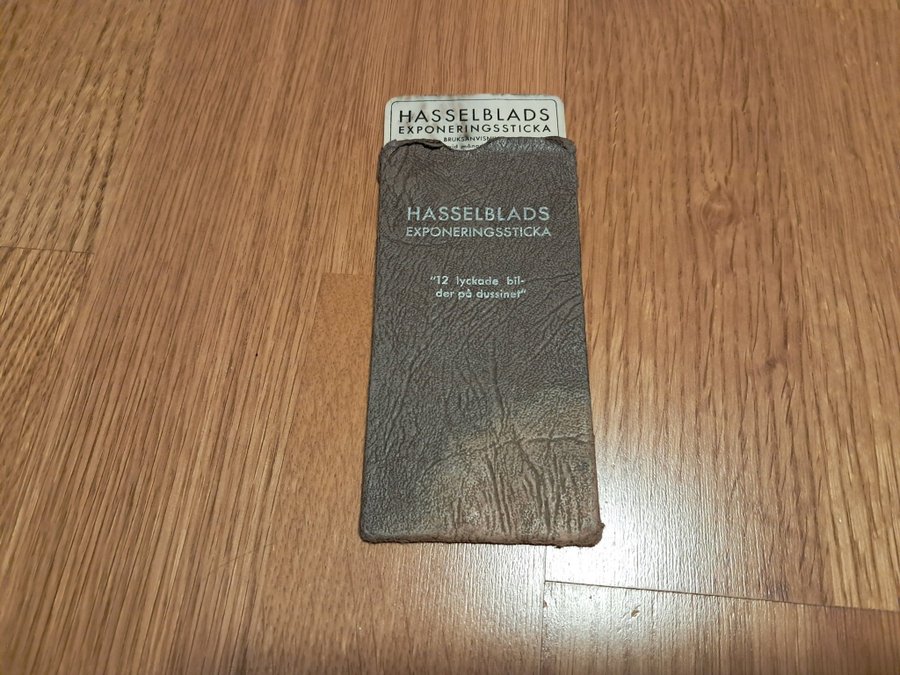 HASSELBLADS
EXPONERINGSSTICKA
HASSELBLADS
EXPONERINGSSTICKA
"12 lyckade bil-
der på dussinet"